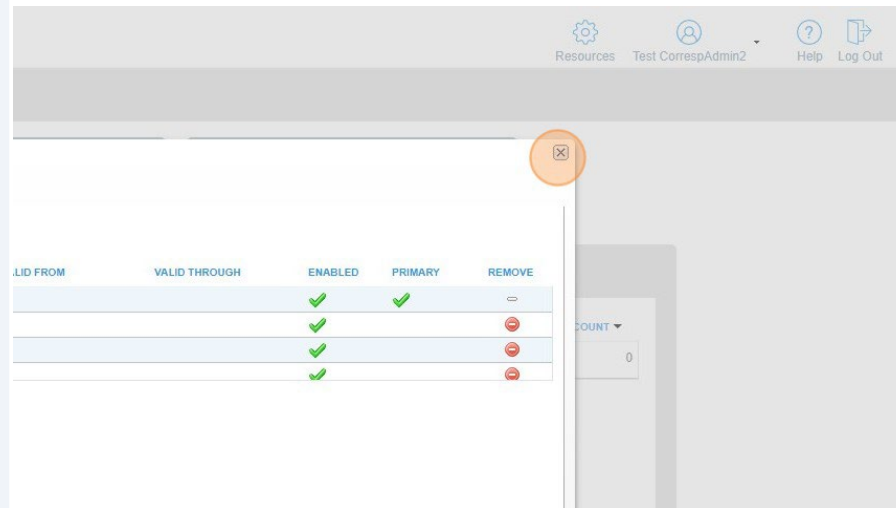 Resources Test CorrespAdmin2 Help Log Out
LID FROM VALID THROUGH ENABLED PRIMARY REMOVE
COUNT
0